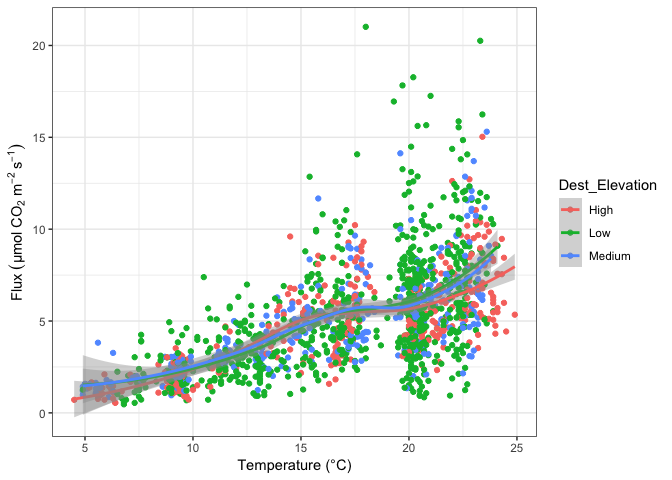 20
15
10
5
0
Flux (μmol CO₂ m⁻² s⁻¹)
5 10 15 20 25
Temperature (°C)
Dest_Elevation
High
Low
Medium